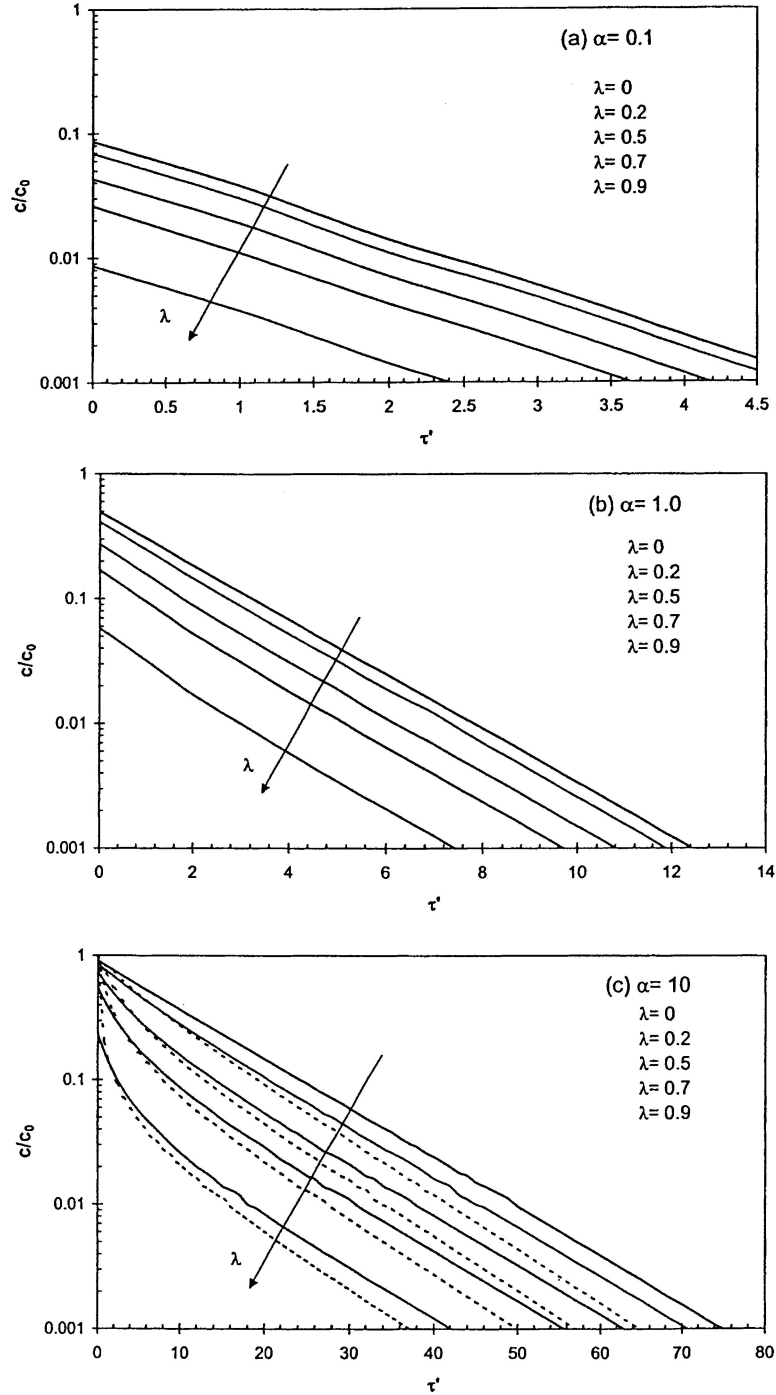 (a) α= 0.1
λ= 0
λ= 0.2
λ= 0.5
λ= 0.7
λ= 0.9
1
0.1
0.01
0.001
c/c₀
λ
0 0.5 1 1.5 2 2.5 3 3.5 4 4.5
τ'
(b) α= 1.0
λ= 0
λ= 0.2
λ= 0.5
λ= 0.7
λ= 0.9
1
0.1
0.01
0.001
c/c₀
λ
0 2 4 6 8 10 12 14
τ'
(c) α= 10
λ= 0
λ= 0.2
λ= 0.5
λ= 0.7
λ= 0.9
1
0.1
0.01
0.001
c/c₀
λ
0 10 20 30 40 50 60 70 80
τ'